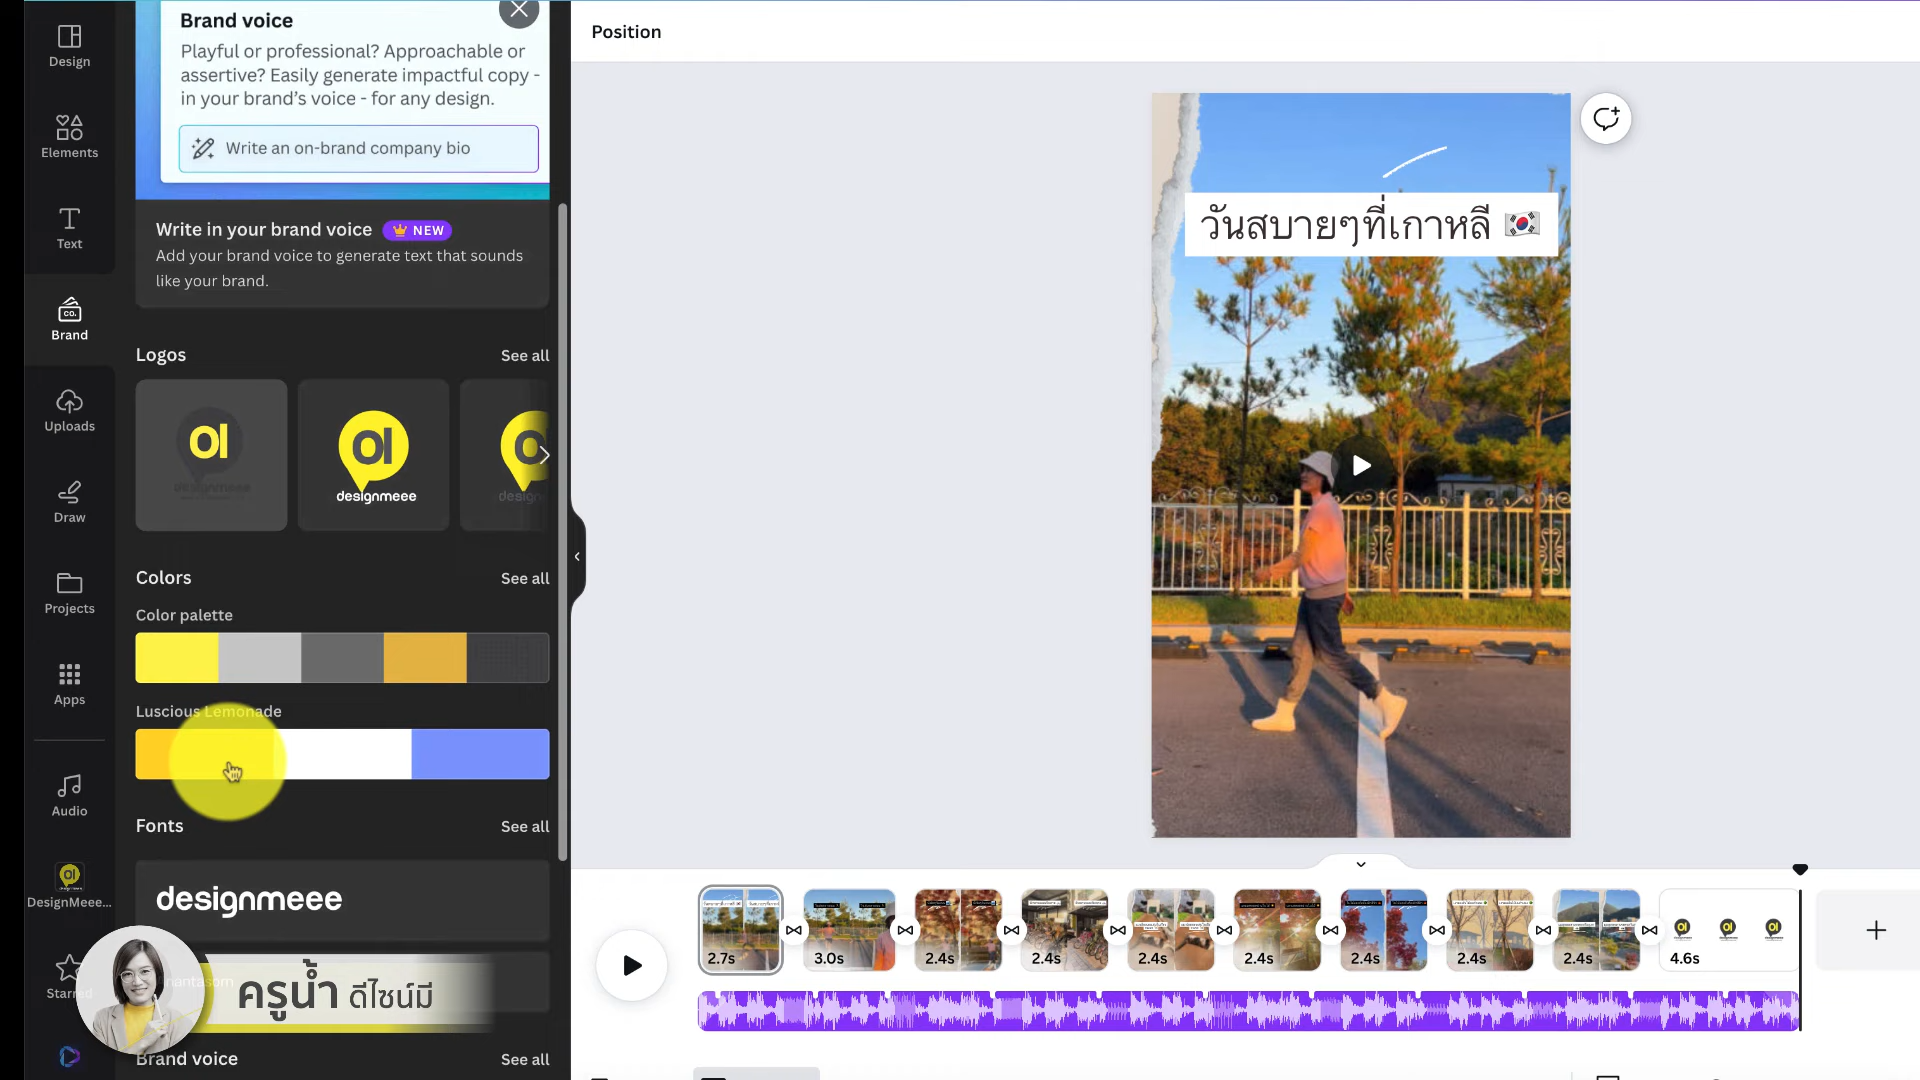 Design
Elements
Text
Brand
Uploads
Draw
Projects
Apps
Audio
DesignMeee...
Starred
Brand voice
Playful or professional? Approachable or
assertive? Easily generate impactful copy -
in your brand's voice - for any design.
Write an on-brand company bio
Write in your brand voice NEW
Add your brand voice to generate text that sounds
like your brand.
Logos See all
designmeee
Colors See all
Color palette
Luscious Lemonade
Fonts See all
designmeee
ครูน้ำ ดีไซน์มี
Brand voice See all
Position
วันสบายๆที่เกาหลี 🇰🇷
2.7s 3.0s 2.4s 2.4s 2.4s 2.4s 2.4s 2.4s 2.4s 4.6s